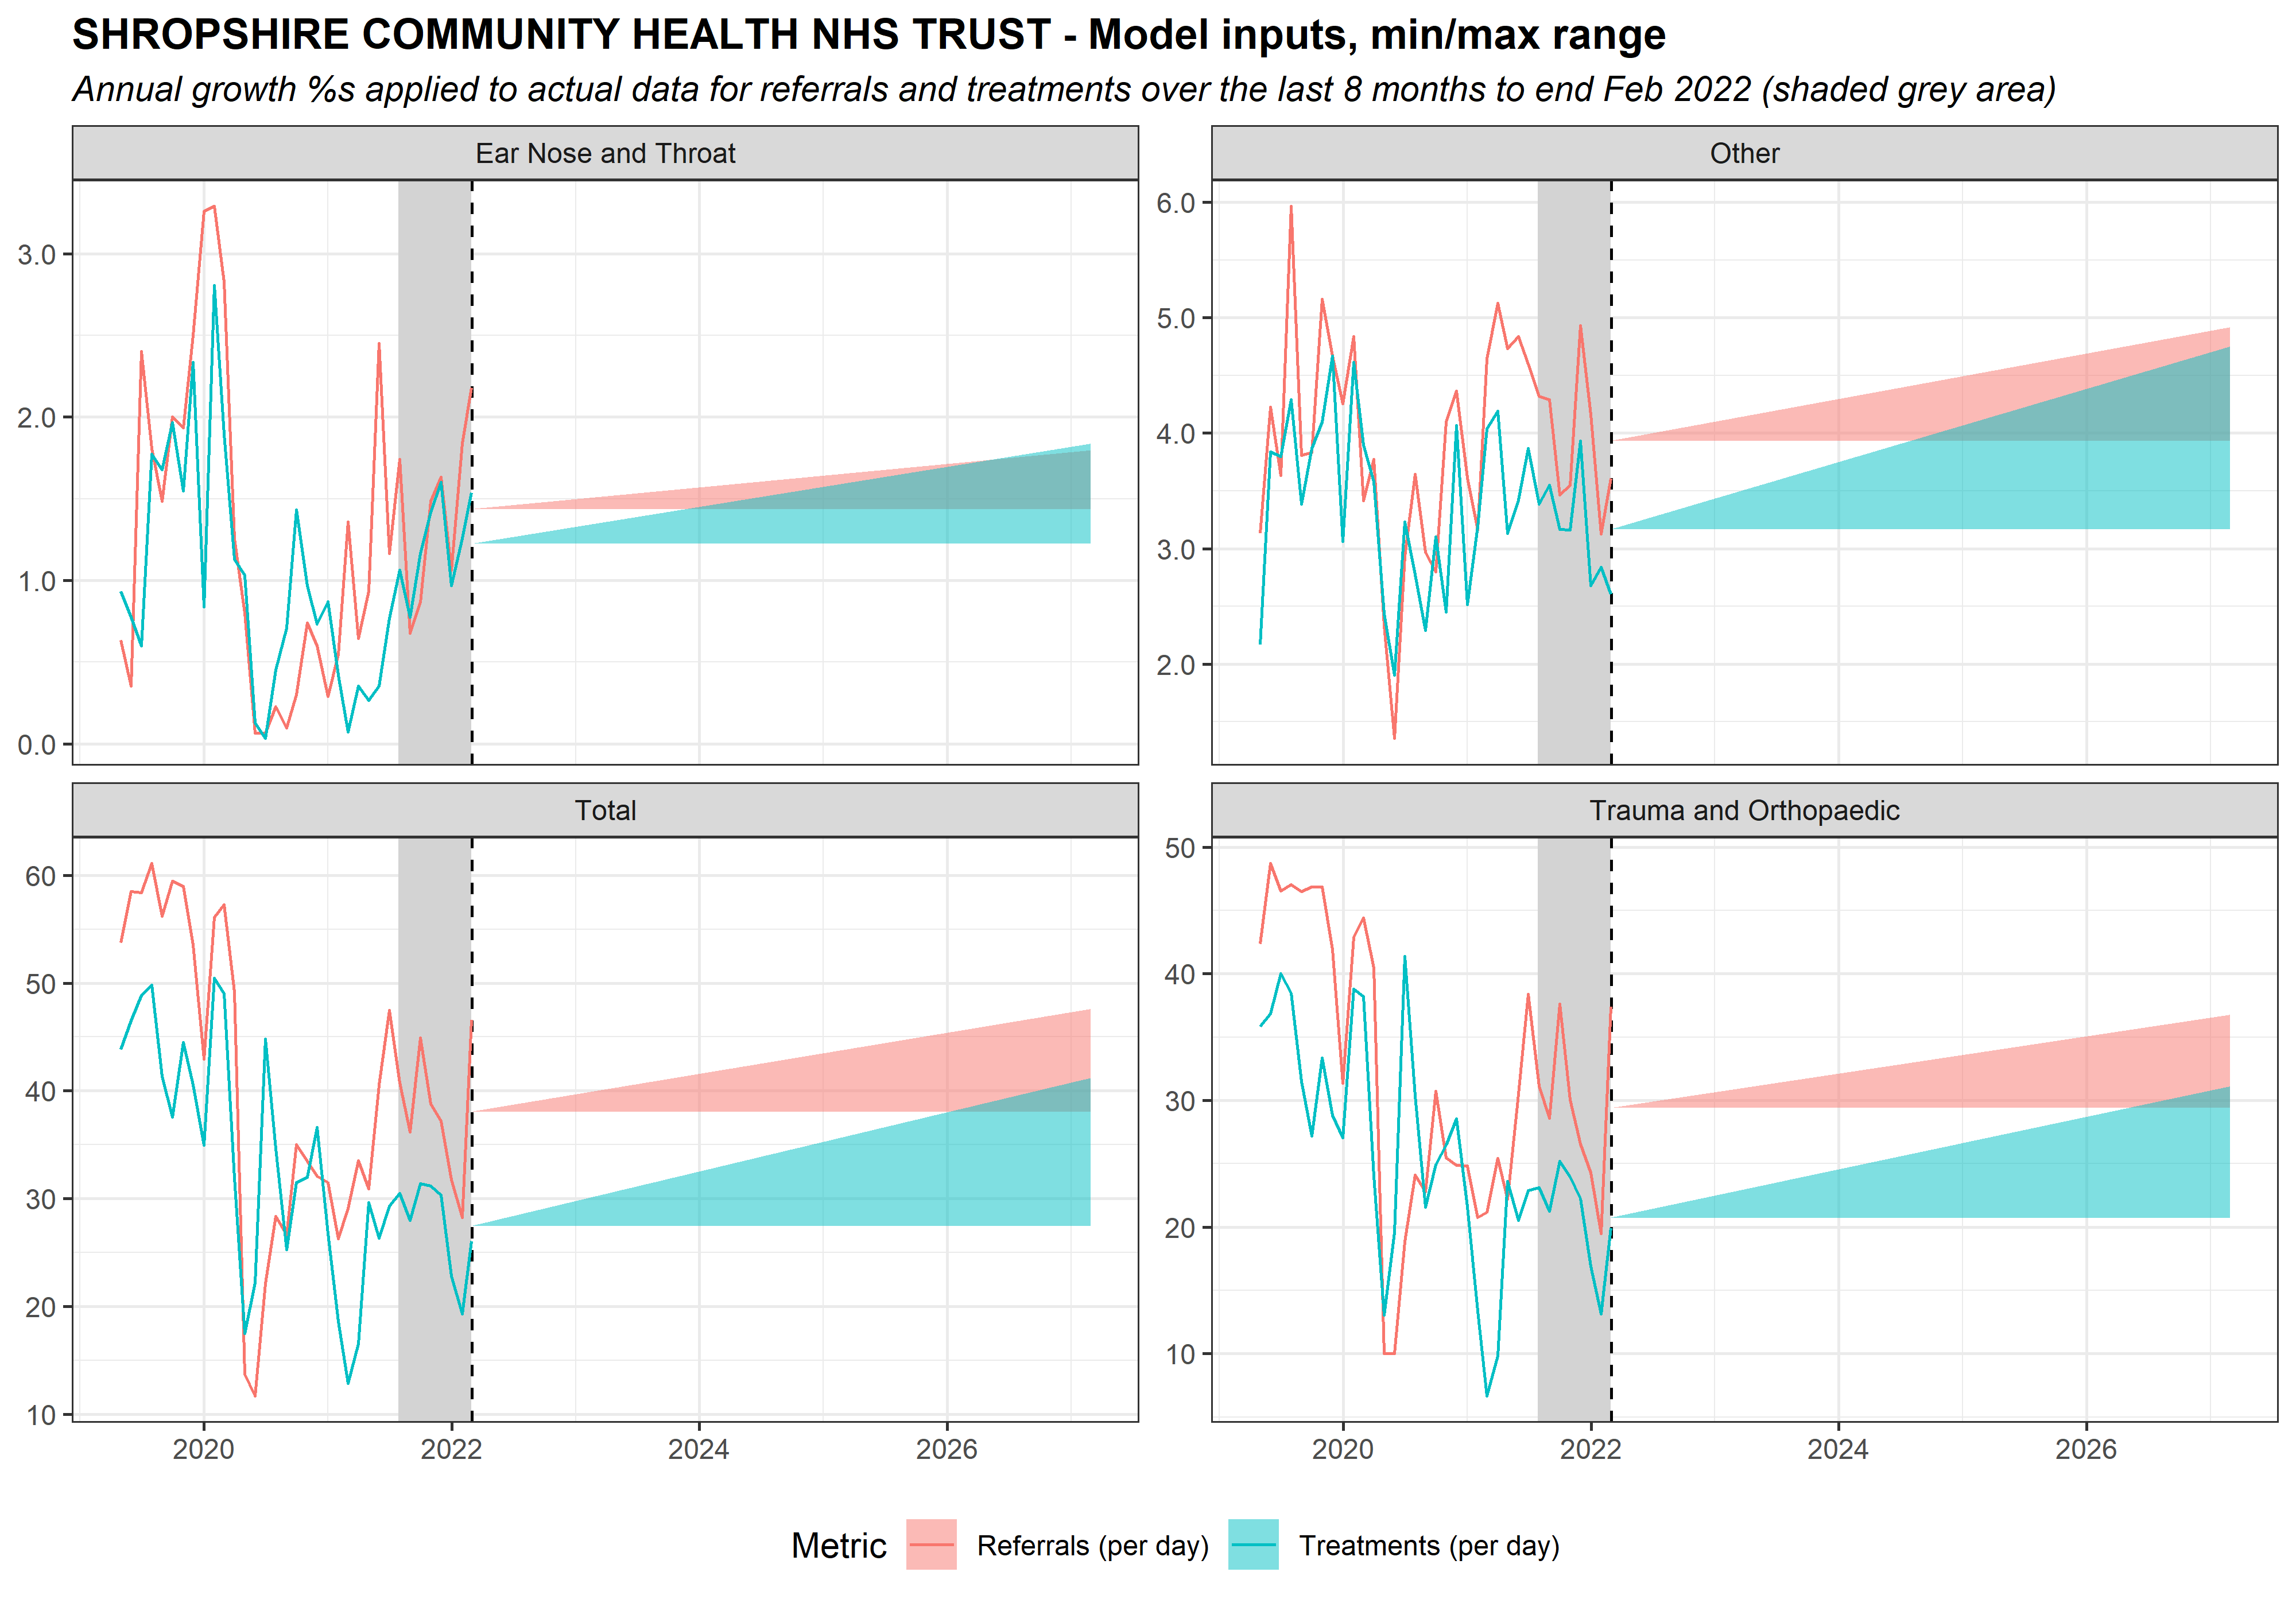 SHROPSHIRE COMMUNITY HEALTH NHS TRUST - Model inputs, min/max range
Annual growth %s applied to actual data for referrals and treatments over the last 8 months to end Feb 2022 (shaded grey area)
Ear Nose and Throat
3.0
2.0
1.0
0.0
Other
6.0
5.0
4.0
3.0
2.0
Total
60
50
40
30
20
10
2020 2022 2024 2026
Trauma and Orthopaedic
50
40
30
20
10
2020 2022 2024 2026
Metric Referrals (per day) Treatments (per day)